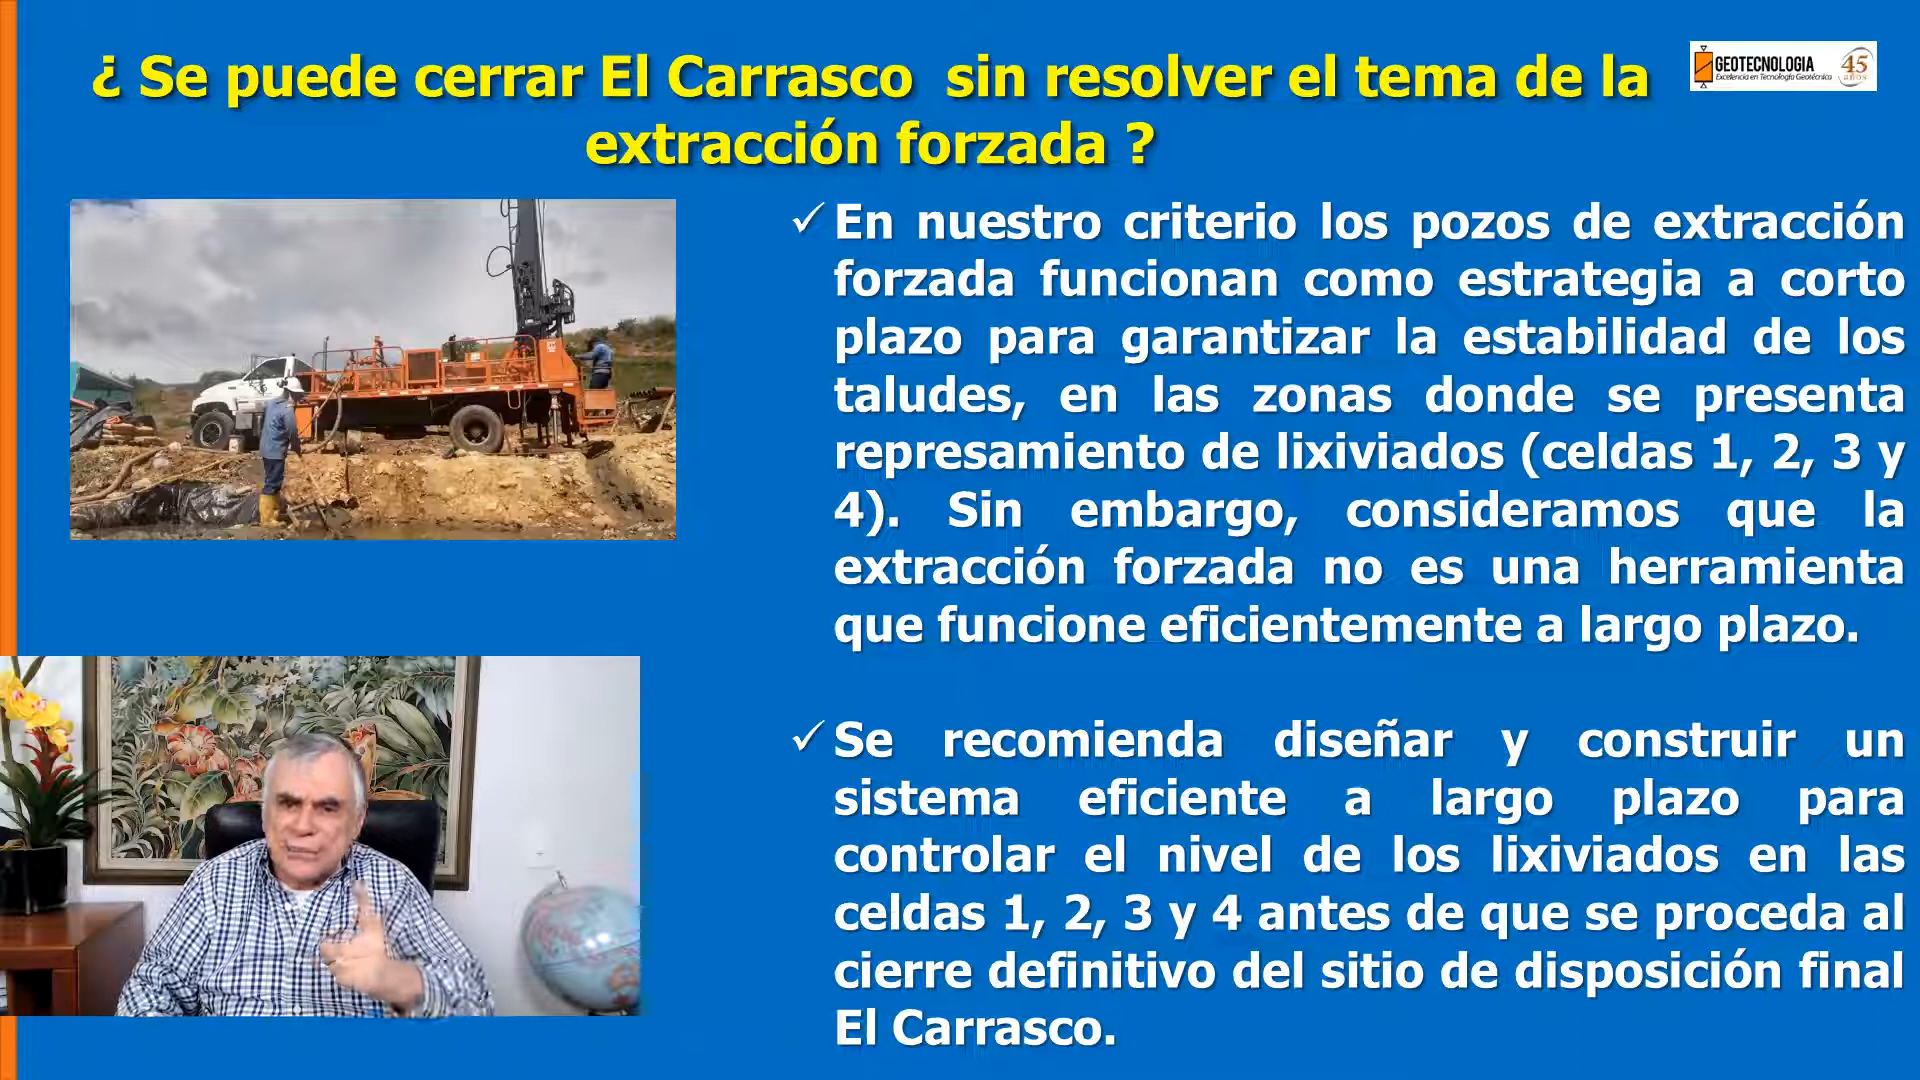 ¿ Se puede cerrar El Carrasco sin resolver el tema de la
extracción forzada ?
GEOTECNOLOGIA
Excelencia en Tecnología Geotécnica
45
AÑOS
✓ En nuestro criterio los pozos de extracción
forzada funcionan como estrategia a corto
plazo para garantizar la estabilidad de los
taludes, en las zonas donde se presenta
represamiento de lixiviados (celdas 1, 2, 3 y
4). Sin embargo, consideramos que la
extracción forzada no es una herramienta
que funcione eficientemente a largo plazo.
✓ Se recomienda diseñar y construir un
sistema eficiente a largo plazo para
controlar el nivel de los lixiviados en las
celdas 1, 2, 3 y 4 antes de que se proceda al
cierre definitivo del sitio de disposición final
El Carrasco.